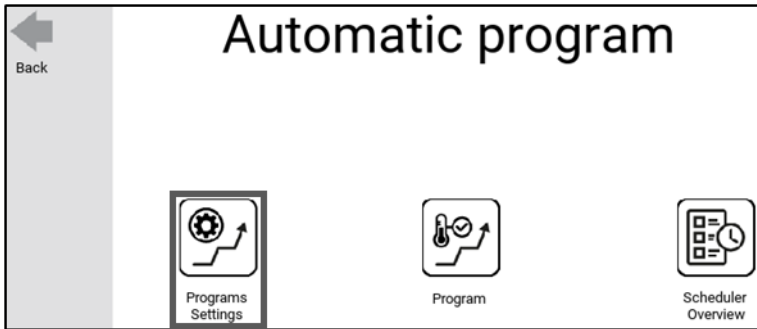 Automatic program
Back
Programs
Settings
Program
Scheduler
Overview